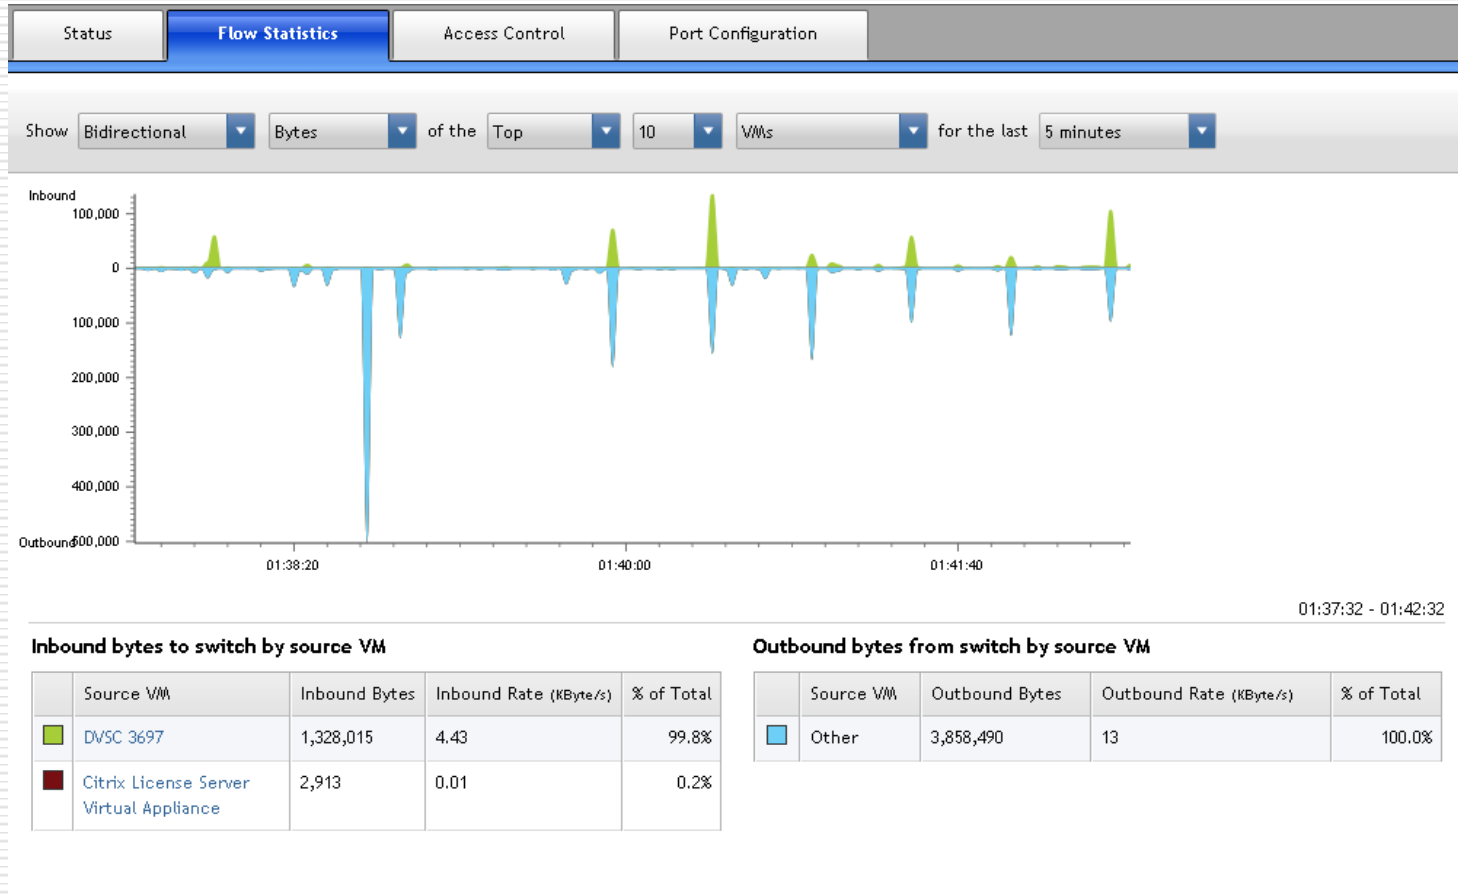 Status Flow Statistics Access Control Port Configuration
Show Bidirectional Bytes of the Top 10 VMs for the last 5 minutes
Inbound
100,000
0
100,000
200,000
300,000
400,000
Outbound 500,000
01:38:20 01:40:00 01:41:40
01:37:32 - 01:42:32
Inbound bytes to switch by source VM
Source VM Inbound Bytes Inbound Rate (KByte/s) % of Total
DVSC 3697 1,328,015 4.43 99.8%
Citrix License Server 2,913 0.01 0.2%
Virtual Appliance
Outbound bytes from switch by source VM
Source VM Outbound Bytes Outbound Rate (KByte/s) % of Total
Other 3,858,490 13 100.0%